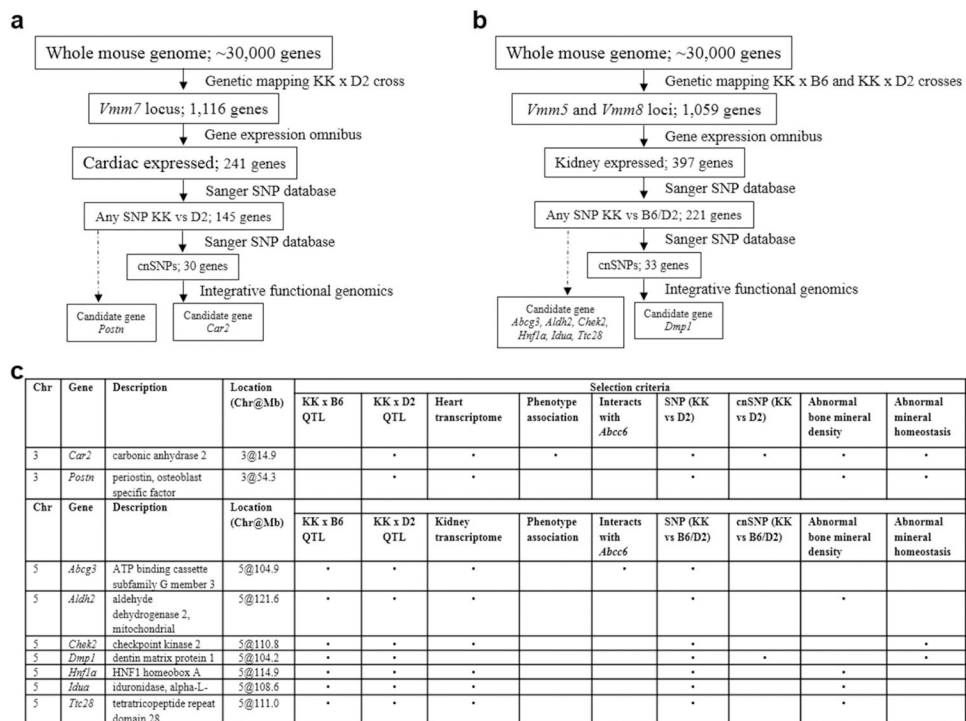 a
Whole mouse genome; ~30,000 genes
Genetic mapping KK x D2 cross
Vmm7 locus; 1,116 genes
Gene expression omnibus
Cardiac expressed; 241 genes
Sanger SNP database
Any SNP KK vs D2; 145 genes
Sanger SNP database
cnSNPs; 30 genes
Integrative functional genomics
Candidate gene
Postn
Candidate gene
Car2
b
Whole mouse genome; ~30,000 genes
Genetic mapping KK x B6 and KK x D2 crosses
Vmm5 and Vmm8 loci; 1,059 genes
Gene expression omnibus
Kidney expressed; 397 genes
Sanger SNP database
Any SNP KK vs B6/D2; 221 genes
Sanger SNP database
cnSNPs; 33 genes
Integrative functional genomics
Candidate gene
Abcg3, Aldh2, Chek2,
Hnf1a, Idua, Ttc28
Candidate gene
Dmp1
c
Chr Gene Description Location (Chr@Mb) Selection criteria
KK x B6 QTL KK x D2 QTL Heart transcriptome Phenotype association Interacts with Abcc6 SNP (KK vs D2) cnSNP (KK vs D2) Abnormal bone mineral density Abnormal mineral homeostasis
3 Car2 carbonic anhydrase 2 3@14.9 • • • • • • •
3 Postn periostin, osteoblast specific factor 3@54.3 • • • • •
Chr Gene Description Location (Chr@Mb) KK x B6 QTL KK x D2 QTL Kidney transcriptome Phenotype association Interacts with Abcc6 SNP (KK vs B6/D2) cnSNP (KK vs B6/D2) Abnormal bone mineral density Abnormal mineral homeostasis
5 Abcg3 ATP binding cassette subfamily G member 3 5@104.9 • • • • •
5 Aldh2 aldehyde dehydrogenase 2, mitochondrial 5@121.6 • • • • •
5 Chek2 checkpoint kinase 2 5@110.8 • • • • •
5 Dmp1 dentin matrix protein 1 5@104.2 • • • • •
5 Hnf1a HNF1 homeobox A 5@114.9 • • • • •
5 Idua iduronidase, alpha-L- 5@108.6 • • • • •
5 Ttc28 tetratricopeptide repeat domain 28 5@111.0 • • • • •